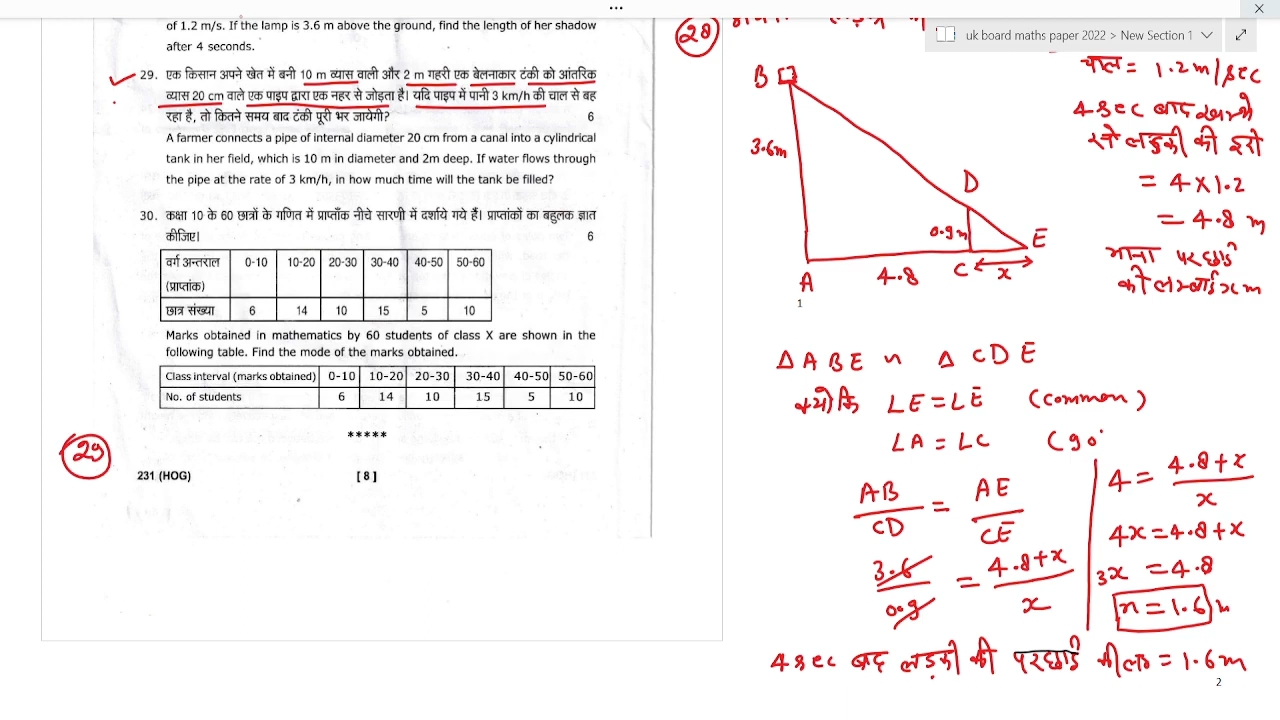 of 1.2 m/s. If the lamp is 3.6 m above the ground, find the length of her shadow
after 4 seconds.
29. एक किसान अपने खेत में बनी 10 m व्यास वाली और 2 m गहरी एक बेलनाकार टंकी को आंतरिक
व्यास 20 cm वाले एक पाइप द्वारा एक नहर से जोड़ता है। यदि पाइप में पानी 3 km/h की चाल से बह
रहा है, तो कितने समय बाद टंकी पूरी भर जायेगी? 6
A farmer connects a pipe of internal diameter 20 cm from a canal into a cylindrical
tank in her field, which is 10 m in diameter and 2m deep. If water flows through
the pipe at the rate of 3 km/h, in how much time will the tank be filled?
30. कक्षा 10 के 60 छात्रों के गणित में प्राप्ताँक नीचे सारणी में दर्शाये गये हैं। प्राप्तांकों का बहुलक ज्ञात
कीजिए। 6
वर्ग अन्तराल 0-10 10-20 20-30 30-40 40-50 50-60
(प्राप्तांक)
छात्र संख्या 6 14 10 15 5 10
Marks obtained in mathematics by 60 students of class X are shown in the
following table. Find the mode of the marks obtained.
Class interval (marks obtained) 0-10 10-20 20-30 30-40 40-50 50-60
No. of students 6 14 10 15 5 10
*****
29
231 (HOG) [8]
28
uk board maths paper 2022 > New Section 1
चाल = 1.2 m/sec
4 sec बाद खम्भे
से लड़की की दूरी
= 4 × 1.2
= 4.8 m
माना परछाई
की लम्बाई x m
B
3.6m
D
0.9m
E
A
4.8
C
x
1
Δ A B E ~ Δ C D E
क्योंकि ∠E = ∠E (common)
∠A = ∠C (90°
AB/CD = AE/CE
3.6/0.9 = 4.8+x/x
4 = 4.8+x/x
4x = 4.8+x
3x = 4.8
x = 1.6 m
4 sec बाद लड़की की परछाई की ल० = 1.6 m
2